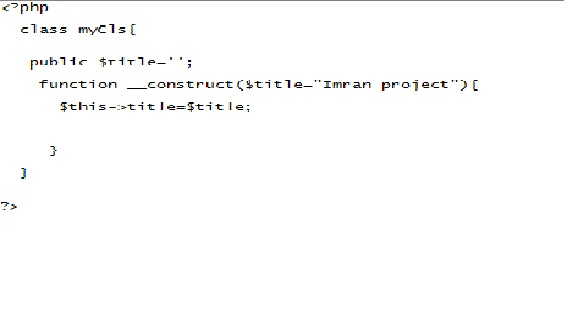 <?php
class myCls{
public $title='';
function __construct($title="Imran project"){
$this->title=$title;
}
}
?>